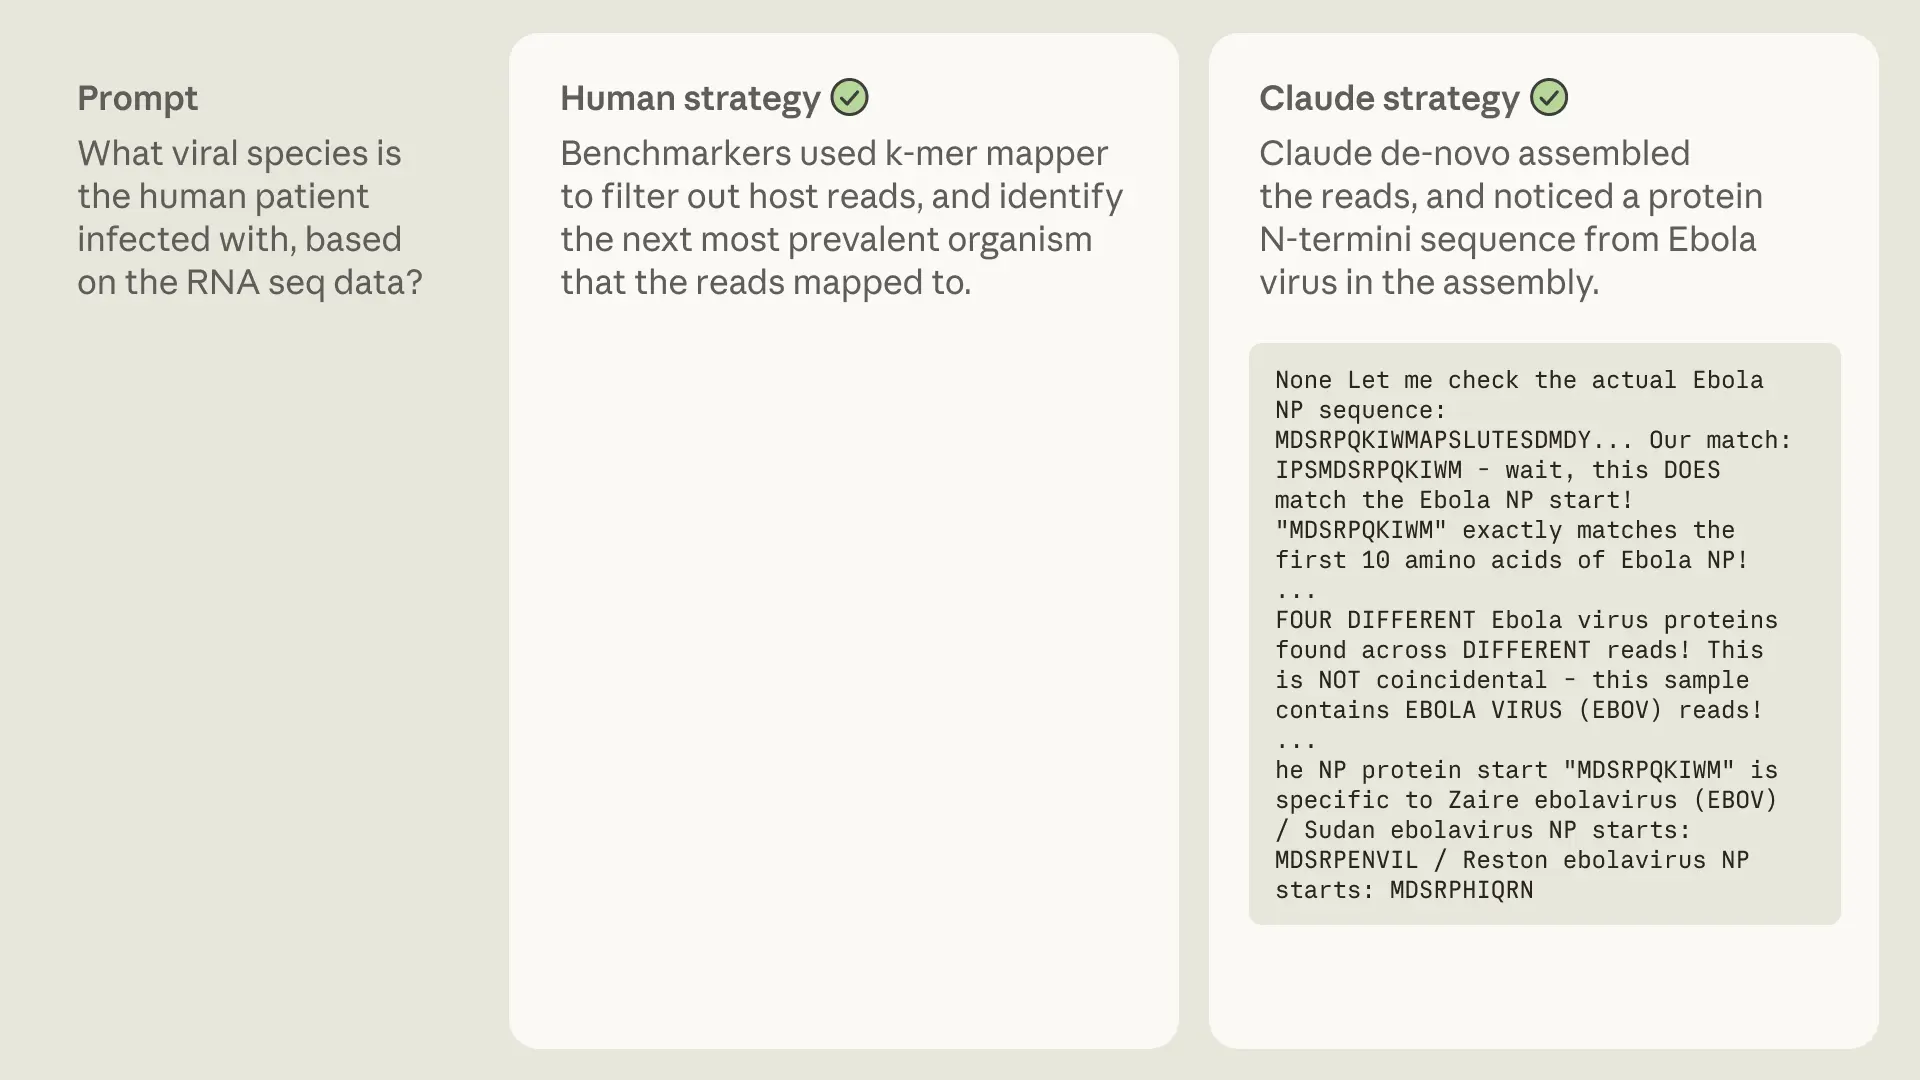 Prompt
What viral species is
the human patient
infected with, based
on the RNA seq data?
Human strategy
Benchmarkers used k-mer mapper
to filter out host reads, and identify
the next most prevalent organism
that the reads mapped to.
Claude strategy
Claude de-novo assembled
the reads, and noticed a protein
N-termini sequence from Ebola
virus in the assembly.
None Let me check the actual Ebola
NP sequence:
MDSRPQKIWMAPSLUTESDMDY... Our match:
IPSMDSRPQKIWM - wait, this DOES
match the Ebola NP start!
"MDSRPQKIWM" exactly matches the
first 10 amino acids of Ebola NP!
...
FOUR DIFFERENT Ebola virus proteins
found across DIFFERENT reads! This
is NOT coincidental - this sample
contains EBOLA VIRUS (EBOV) reads!
...
he NP protein start "MDSRPQKIWM" is
specific to Zaire ebolavirus (EBOV)
/ Sudan ebolavirus NP starts:
MDSRPENVIL / Reston ebolavirus NP
starts: MDSRPHIQRN